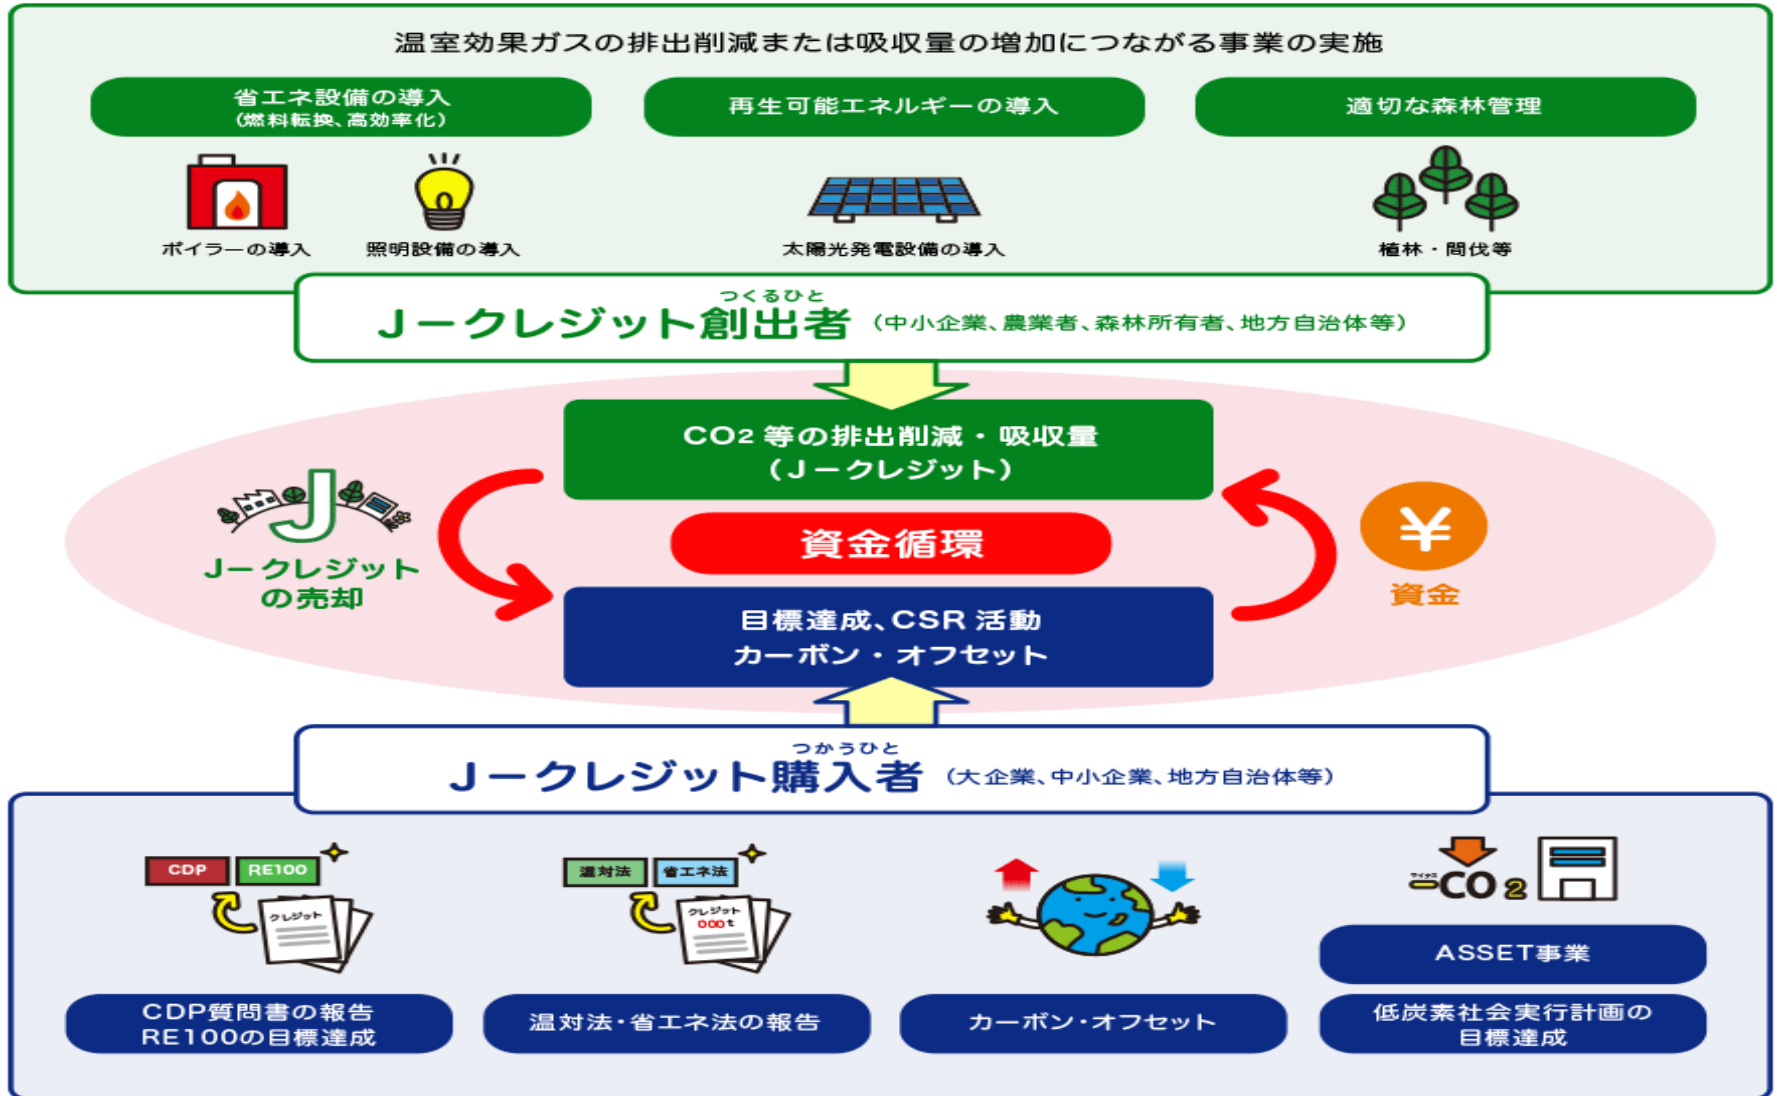 温室効果ガスの排出削減または吸収量の増加につながる事業の実施
省エネ設備の導入
(燃料転換、高効率化)
再生可能エネルギーの導入
適切な森林管理
ボイラーの導入
照明設備の導入
太陽光発電設備の導入
植林・間伐等
つくるひと
Jークレジット創出者（中小企業、農業者、森林所有者、地方自治体等）
CO2 等の排出削減・吸収量
（Jークレジット）
資金循環
J
Jークレジット
の売却
¥
資金
目標達成、CSR 活動
カーボン・オフセット
つかうひと
Jークレジット購入者（大企業、中小企業、地方自治体等）
CDP
RE100
クレジット
温対法
省エネ法
クレジット
000t
マイナス
ーCO2
CDP質問書の報告
RE100の目標達成
温対法・省エネ法の報告
カーボン・オフセット
ASSET事業
低炭素社会実行計画の
目標達成